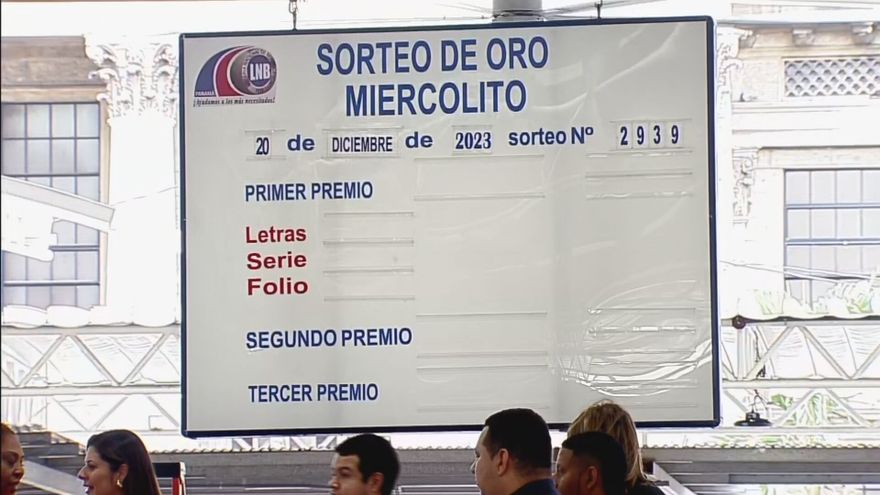 SORTEO DE ORO
MIERCOLITO
LNB
PANAMÁ
¡Ayudamos a los más necesitados!
20 de DICIEMBRE de 2023 sorteo Nº 2939
PRIMER PREMIO
Letras
Serie
Folio
SEGUNDO PREMIO
TERCER PREMIO